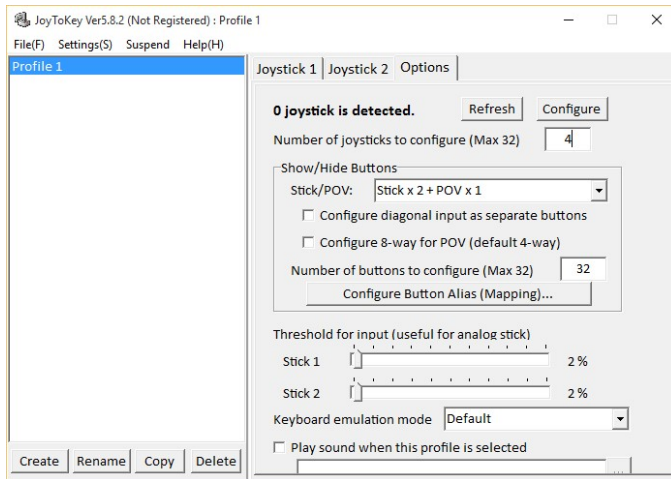 JoyToKey Ver5.8.2 (Not Registered) : Profile 1
File(F) Settings(S) Suspend Help(H)
Profile 1
Joystick 1 Joystick 2 Options
0 joystick is detected. Refresh Configure
Number of joysticks to configure (Max 32) 4
Show/Hide Buttons
Stick/POV: Stick x 2 + POV x 1
Configure diagonal input as separate buttons
Configure 8-way for POV (default 4-way)
Number of buttons to configure (Max 32) 32
Configure Button Alias (Mapping)...
Threshold for input (useful for analog stick)
Stick 1 2 %
Stick 2 2 %
Keyboard emulation mode Default
Play sound when this profile is selected
...
Create Rename Copy Delete